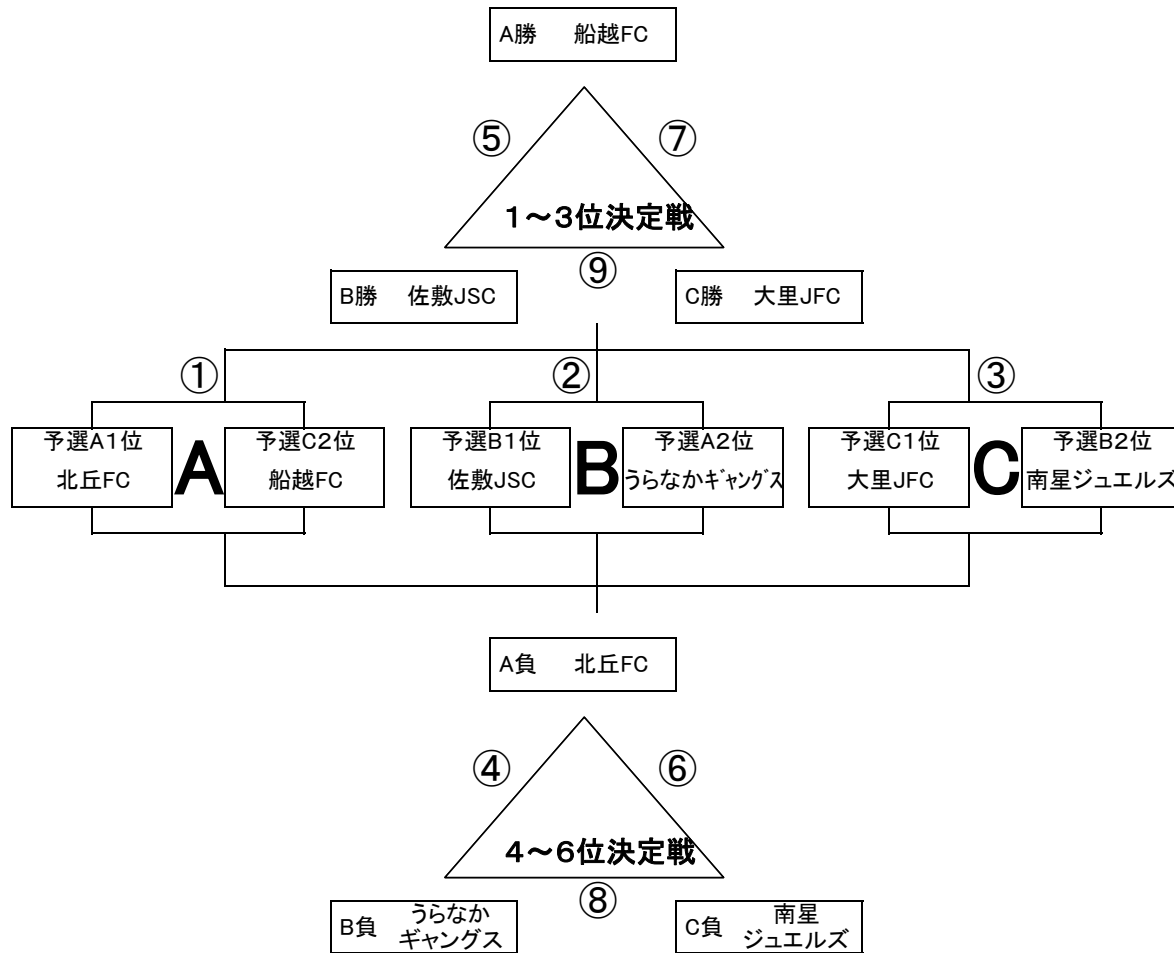 A勝 船越FC
⑤ ⑦
1～3位決定戦
⑨
B勝 佐敷JSC C勝 大里JFC
① ② ③
予選A1位 A 予選C2位 予選B1位 B 予選A2位 予選C1位 C 予選B2位
北丘FC 船越FC 佐敷JSC うらなかｷﾞｬﾝｸﾞｽ 大里JFC 南星ジュエルズ
A負 北丘FC
④ ⑥
4～6位決定戦
⑧
B負 うらなか
ギャングス
C負 南星
ジュエルズ